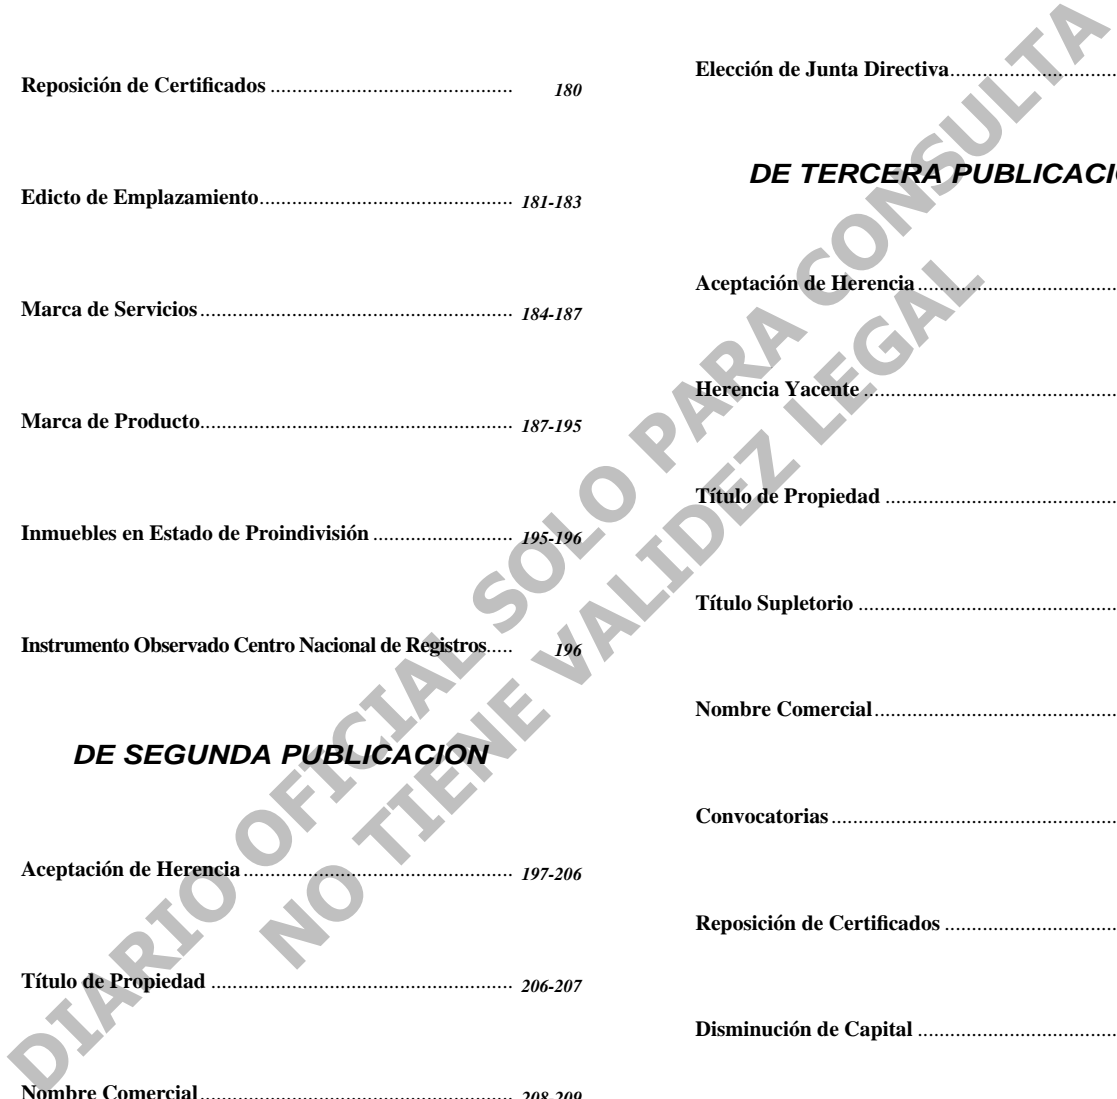 Reposición de Certificados .............................................. 180
Edicto de Emplazamiento................................................ 181-183
Marca de Servicios........................................................... 184-187
Marca de Producto........................................................... 187-195
Inmuebles en Estado de Proindivisión .......................... 195-196
Instrumento Observado Centro Nacional de Registros..... 196
DE SEGUNDA PUBLICACION
Aceptación de Herencia................................................... 197-206
Título de Propiedad ......................................................... 206-207
Nombre Comercial........................................................... 208-209
Elección de Junta Directiva................................
DE TERCERA PUBLICACI
Aceptación de Herencia......................................
Herencia Yacente ................................................
Título de Propiedad ............................................
Título Supletorio .................................................
Nombre Comercial..............................................
Convocatorias......................................................
Reposición de Certificados .................................
Disminución de Capital ......................................
DIARIO OFICIAL SOLO PARA CONSULTA
NO TIENE VALIDEZ LEGAL